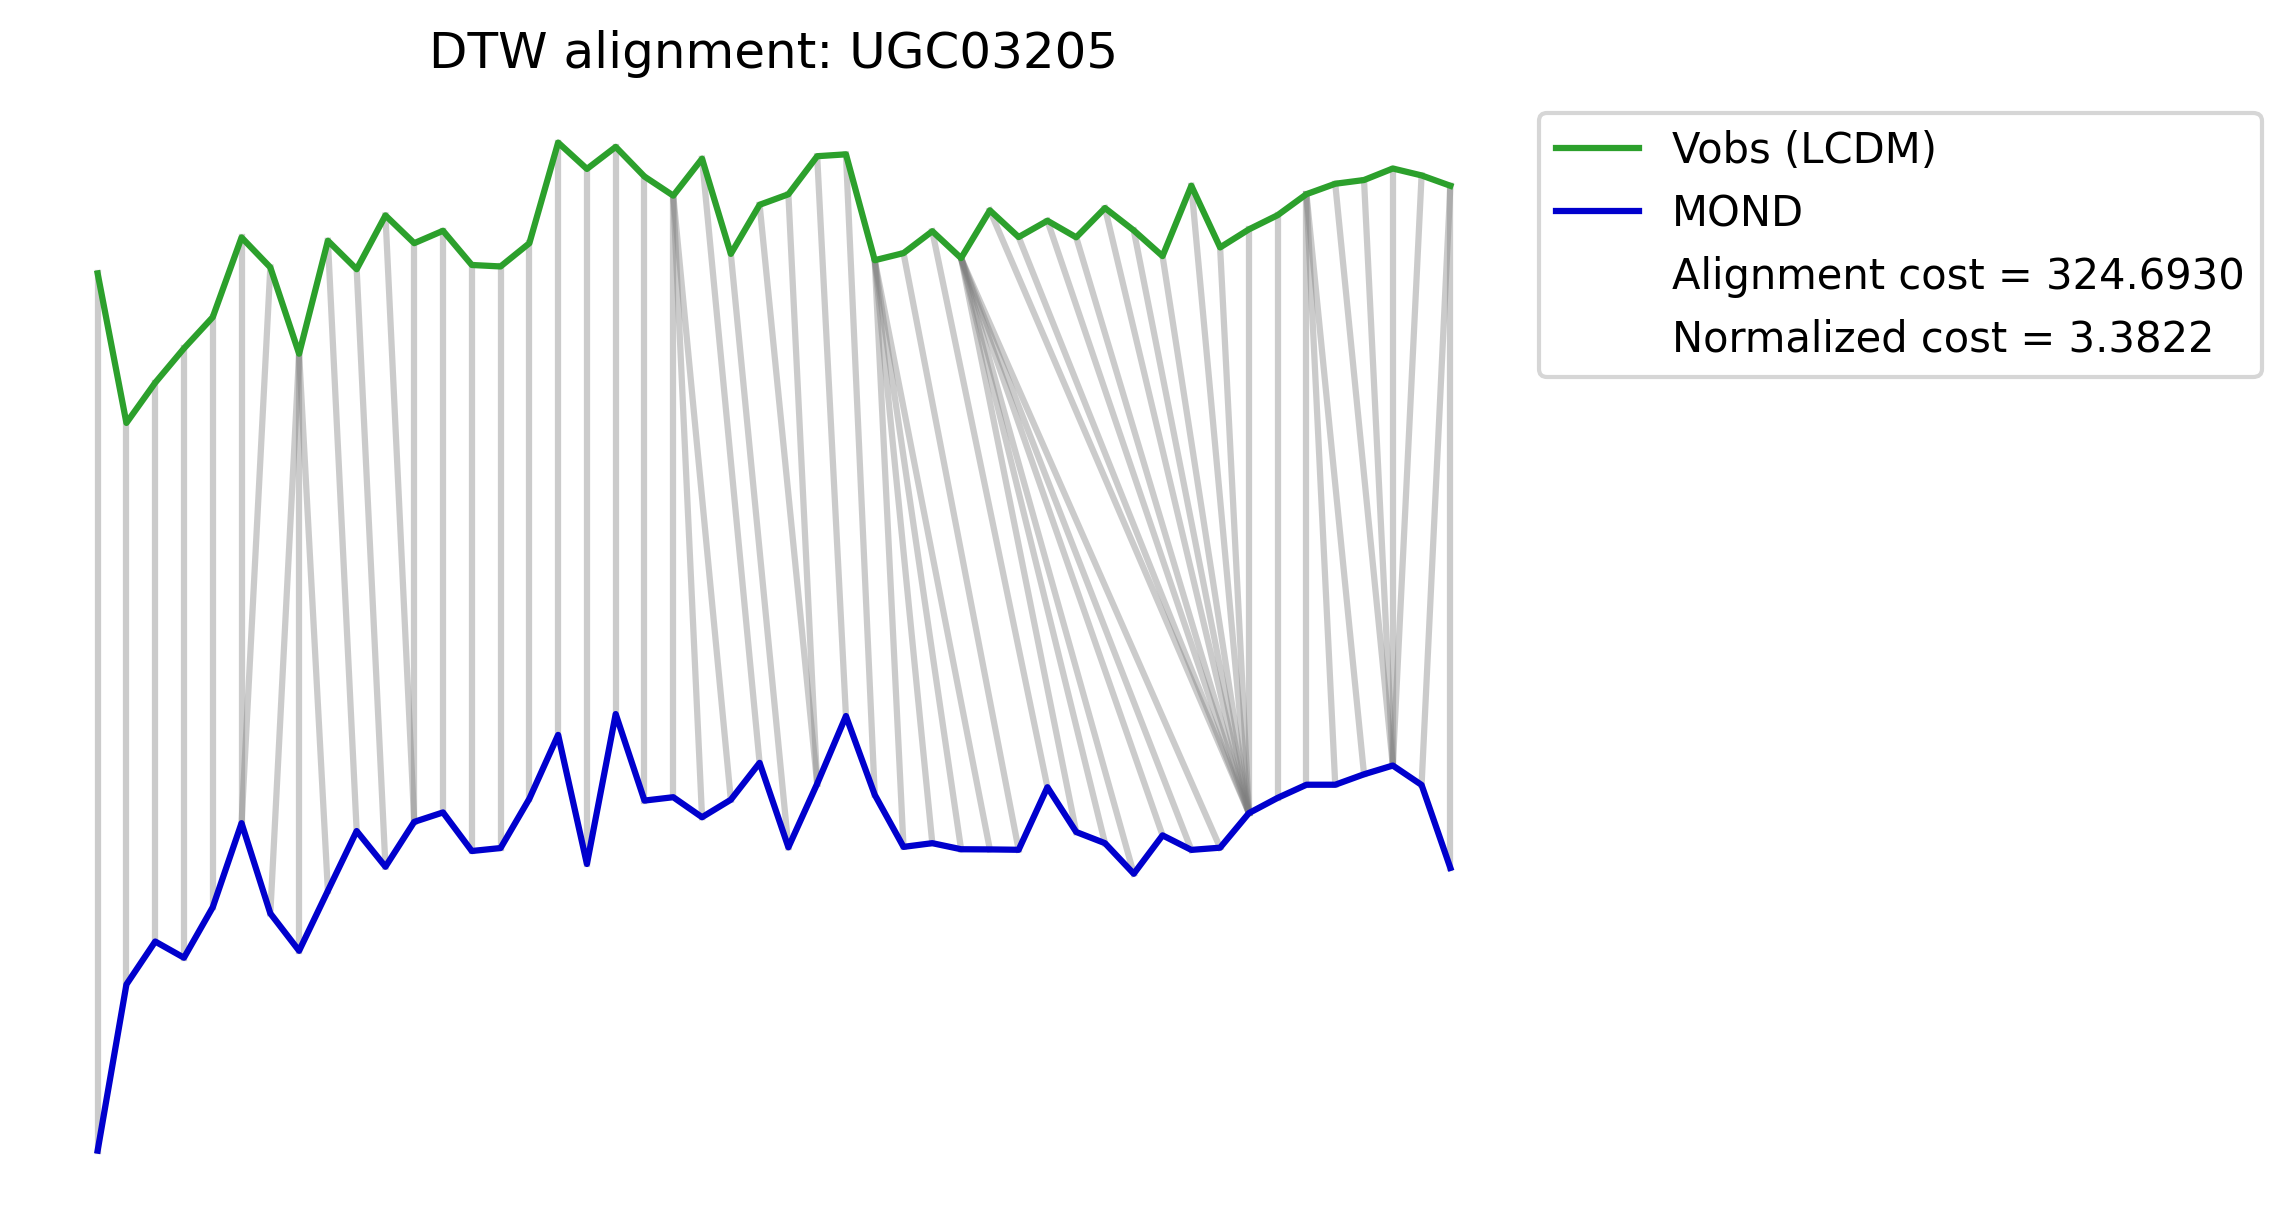 DTW alignment: UGC03205
Vobs (LCDM)
MOND
Alignment cost = 324.6930
Normalized cost = 3.3822